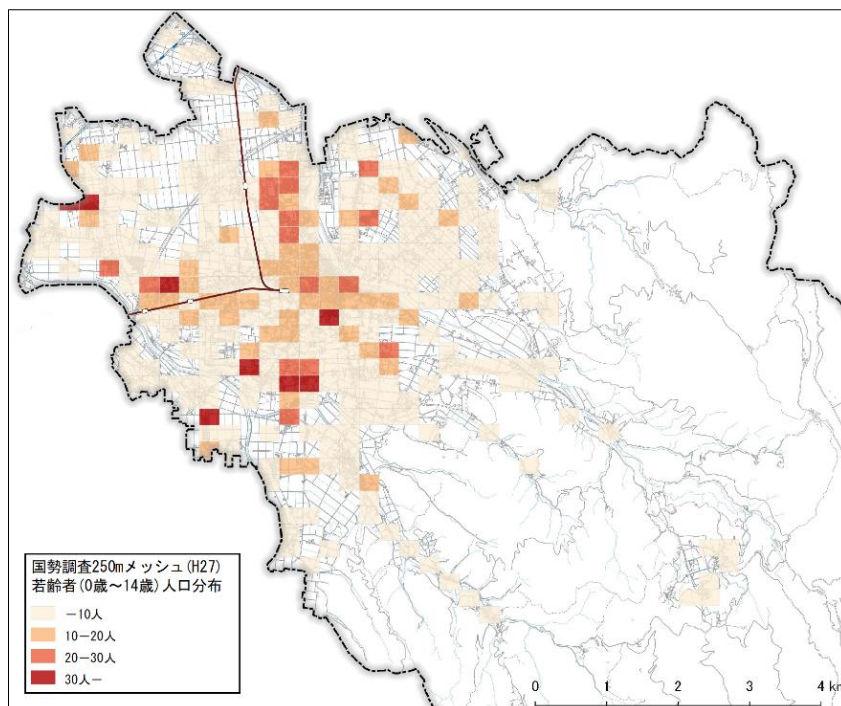 国勢調査250mメッシュ(H27)
若齢者(0歳～14歳)人口分布
－10人
10－20人
20－30人
30人－
0 1 2 3 4 km